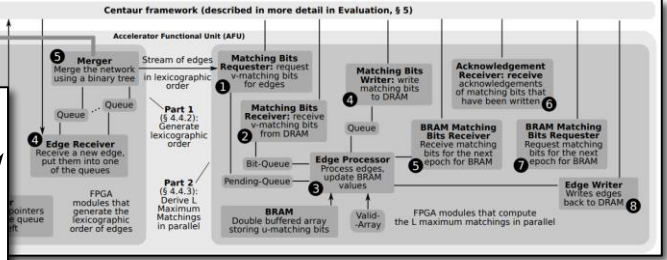 Centaur framework (described in more detail in Evaluation, § 5)
Accelerator Functional Unit (AFU)
5
Merger
Merge the network
using a binary tree
Queue
Queue
4
Edge Receiver
Receive a new edge,
put them into one
of the queues
pointers
queue
FPGA
modules that
generate the
lexicographic
order of edges
Stream of edges
in lexicographic
order
Part 1
(§ 4.4.2):
Generate
lexicographic
order
Part 2
(§ 4.4.3):
Derive L
Maximum
Matchings
in parallel
1
Matching Bits
Requester: request
v-matching bits
for edges
Matching Bits
Receiver: receive
v-matching bits
from DRAM
2
Bit-Queue
Pending-Queue
Matching Bits
Writer: write
matching bits
to DRAM
4
Queue
Edge Processor
Process edges,
update BRAM
values
3
BRAM
Double buffered array
storing u-matching bits
Valid-
-Array
Acknowledgement
Receiver: receive
acknowledgements
of matching bits that
have been written
6
BRAM Matching
Bits Receiver
Receive matching
bits for the next
epoch for BRAM
5
BRAM Matching
Bits Requester
Request matching
bits for the next
epoch for BRAM
7
Edge Writer
Writes edges
back to DRAM
8
FPGA modules that compute
the L maximum matchings in parallel